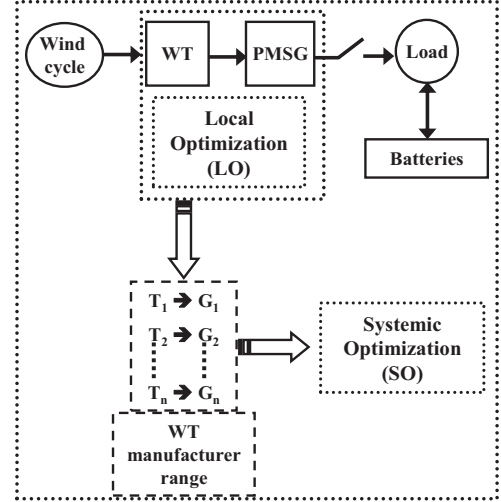 Wind
cycle
WT
PMSG
Load
Local
Optimization
(LO)
Batteries
T1 ➔ G1
T2 ➔ G2
Tn ➔ Gn
Systemic
Optimization
(SO)
WT
manufacturer
range